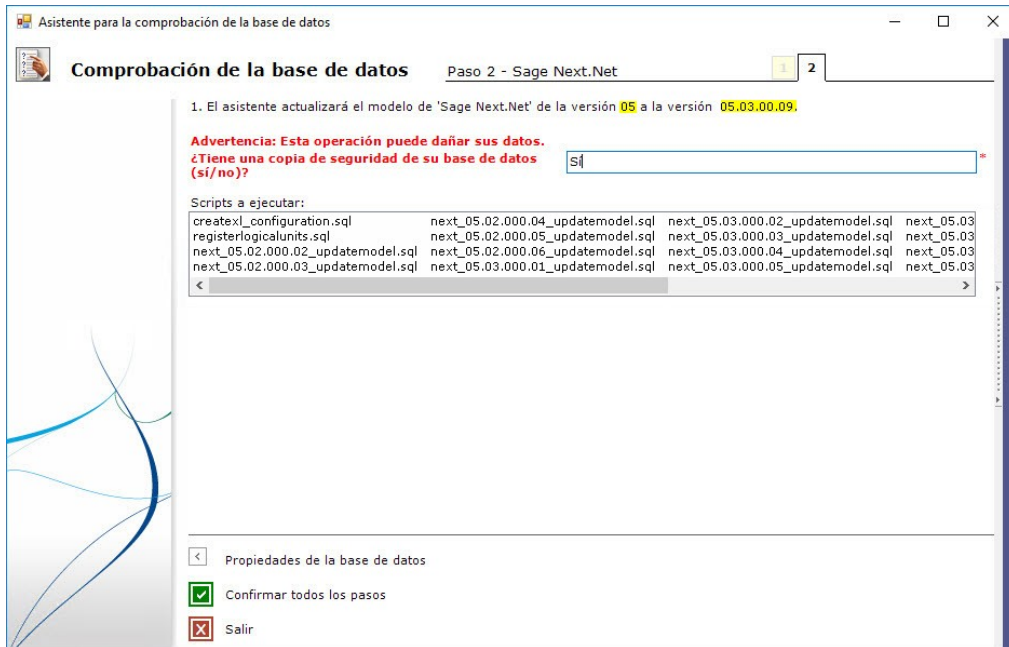 Asistente para la comprobación de la base de datos
Comprobación de la base de datos
Paso 2 - Sage Next.Net
1
2
1. El asistente actualizará el modelo de 'Sage Next.Net' de la versión 05 a la versión 05.03.00.09.
Advertencia: Esta operación puede dañar sus datos.
¿Tiene una copia de seguridad de su base de datos
(sí/no)?
Sí
*
Scripts a ejecutar:
createxl_configuration.sql next_05.02.000.04_updatemodel.sql next_05.03.000.02_updatemodel.sql next_05.03
registerlogicalunits.sql next_05.02.000.05_updatemodel.sql next_05.03.000.03_updatemodel.sql next_05.03
next_05.02.000.02_updatemodel.sql next_05.02.000.06_updatemodel.sql next_05.03.000.04_updatemodel.sql next_05.03
next_05.02.000.03_updatemodel.sql next_05.03.000.01_updatemodel.sql next_05.03.000.05_updatemodel.sql next_05.03
Propiedades de la base de datos
Confirmar todos los pasos
Salir